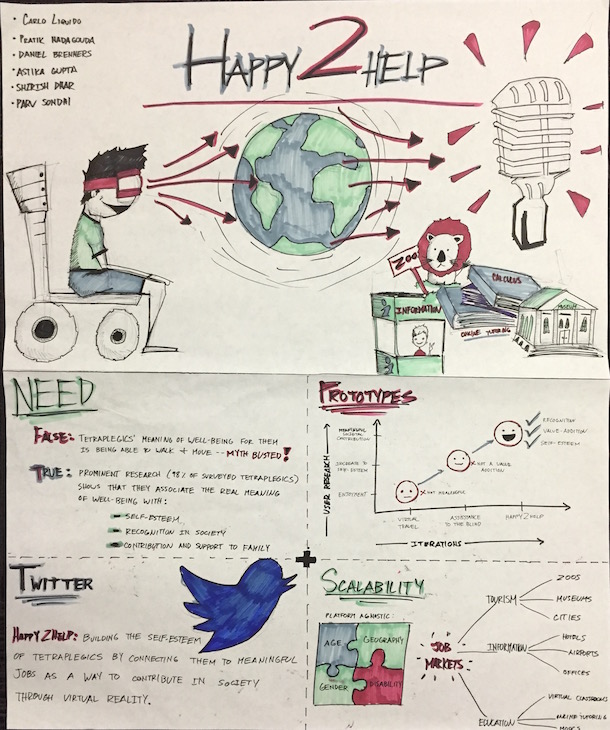 • CARLO LIQUIDO
• PRATIK NADAGOUDA
• DANIEL BRENNERS
• ASTIKA GUPTA
• SHIRISH DHAR
• PARV SONDHI
HAPPY 2 HELP
ZOO
INFORMATION
CALCULUS
ONLINE TUTORING
MUSEUM
NEED
FALSE: TETRAPLEGICS' MEANING OF WELL-BEING FOR THEM
IS BEING ABLE TO WALK + MOVE -- MYTH BUSTED!
TRUE: PROMINENT RESEARCH (98% OF SURVEYED TETRAPLEGICS)
SHOWS THAT THEY ASSOCIATE THE REAL MEANING
OF WELL-BEING WITH:
SELF-ESTEEM
RECOGNITION IN SOCIETY
CONTRIBUTION AND SUPPORT TO FAMILY
PROTOTYPES
USER RESEARCH
MEANINGFUL
SOCIETAL
CONTRIBUTION
INCREASE TO
SELF-ESTEEM
ENJOYMENT
X NOT MEANINGFUL
X NOT A VALUE
ADDITION
✓ RECOGNITION
✓ VALUE-ADDITION
✓ SELF-ESTEEM
VIRTUAL
TRAVEL
ASSISTANCE
TO THE BLIND
HAPPY2HELP
ITERATIONS
TWITTER
HAPPY2HELP: BUILDING THE SELF-ESTEEM
OF TETRAPLEGICS BY CONNECTING THEM TO MEANINGFUL
JOBS AS A WAY TO CONTRIBUTE IN SOCIETY
THROUGH VIRTUAL REALITY.
SCALABILITY
PLATFORM AGNOSTIC:
AGE
GEOGRAPHY
GENDER
DISABILITY
JOB
MARKETS
TOURISM
ZOOS
MUSEUMS
CITIES
INFORMATION
HOTELS
AIRPORTS
OFFICES
EDUCATION
VIRTUAL CLASSROOMS
ONLINE TUTORING
MOOCS